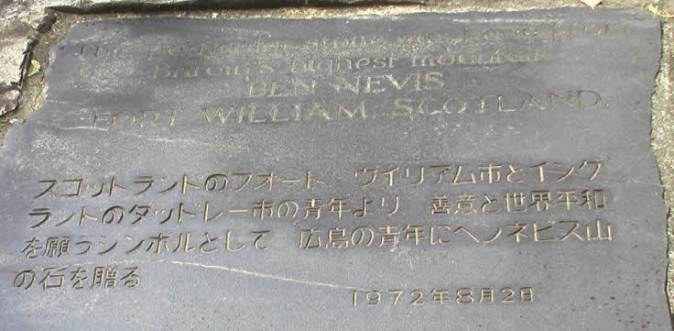 highest mountain
BEN NEVIS
FORT WILLIAM SCOTLAND.
スコットラントのフオート ヴイリアム市とイング
ラントのタッドレー市の青年より 善意と世界平和
を願うシンボルとして 広島の青年にヘンネビス山
の石を贈る
1972年8月2日